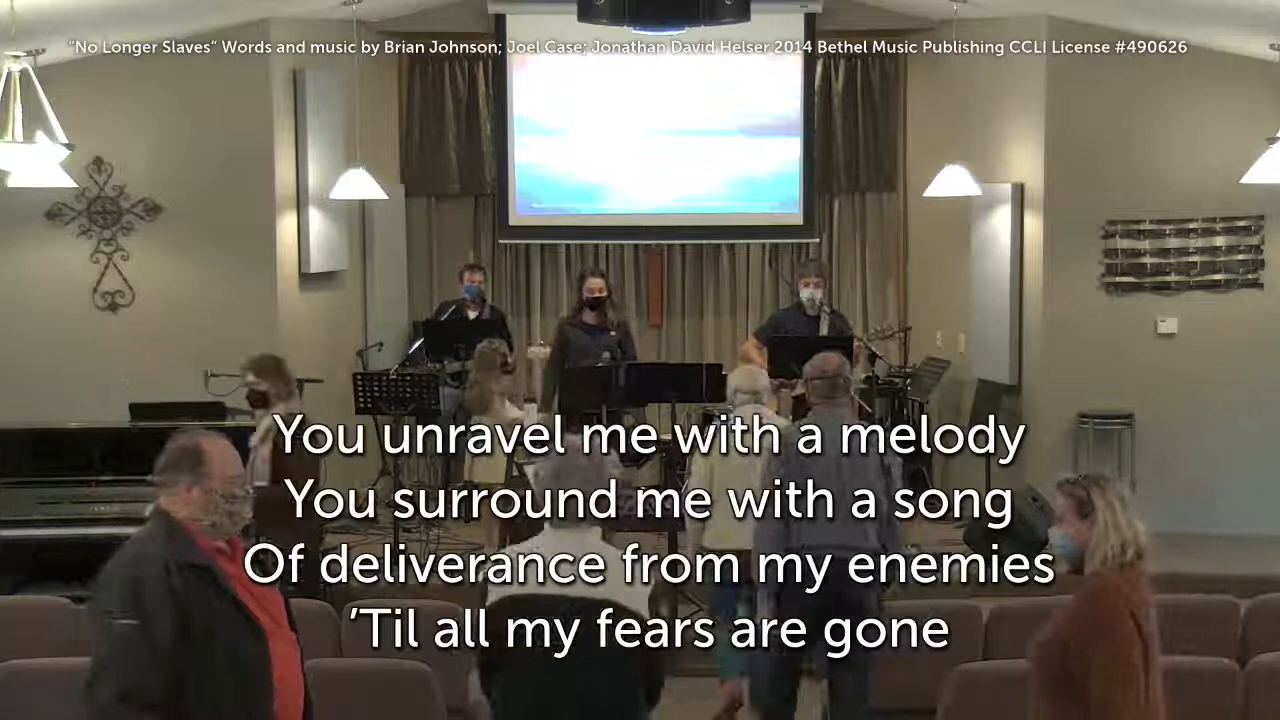 “No Longer Slaves” Words and music by Brian Johnson; Joel Case; Jonathan David Helser 2014 Bethel Music Publishing CCLI License #490626
You unravel me with a melody
You surround me with a song
Of deliverance from my enemies
’Til all my fears are gone